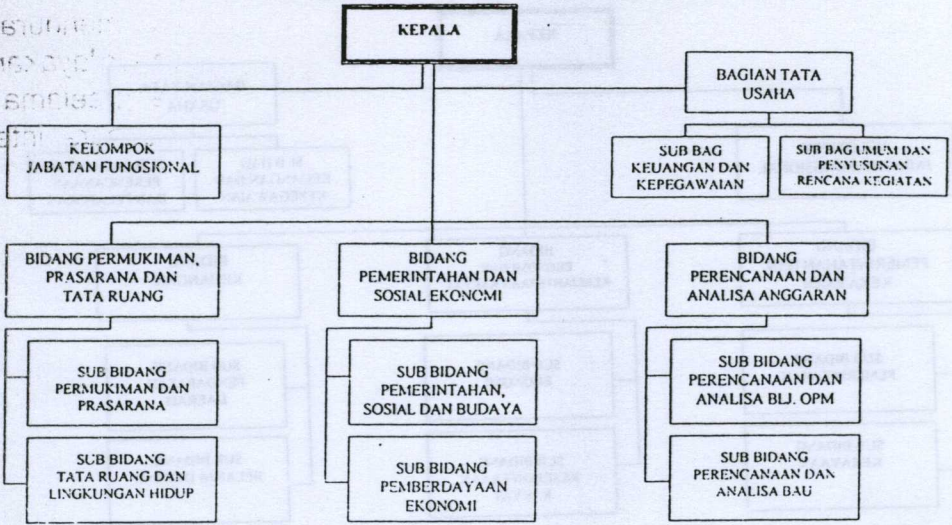 KEPALA
BAGIAN TATA
USAHA
KELOMPOK
JABATAN FUNGSIONAL
SUB BAG
KEUANGAN DAN
KEPEGAWAIAN
SUB BAG UMUM DAN
PENYUSUNAN
RENCANA KEGIATAN
BIDANG PERMUKIMAN,
PRASARANA DAN
TATA RUANG
BIDANG
PEMERINTAHAN DAN
SOSIAL EKONOMI
BIDANG
PERENCANAAN DAN
ANALISA ANGGARAN
SUB BIDANG
PERMUKIMAN DAN
PRASARANA
SUB BIDANG
PEMERINTAHAN,
SOSIAL DAN BUDAYA
SUB BIDANG
PERENCANAAN DAN
ANALISA BLJ. OPM
SUB BIDANG
TATA RUANG DAN
LINGKUNGAN HIDUP
SUB BIDANG
PEMBERDAYAAN
EKONOMI
SUB BIDANG
PERENCANAAN DAN
ANALISA BAU